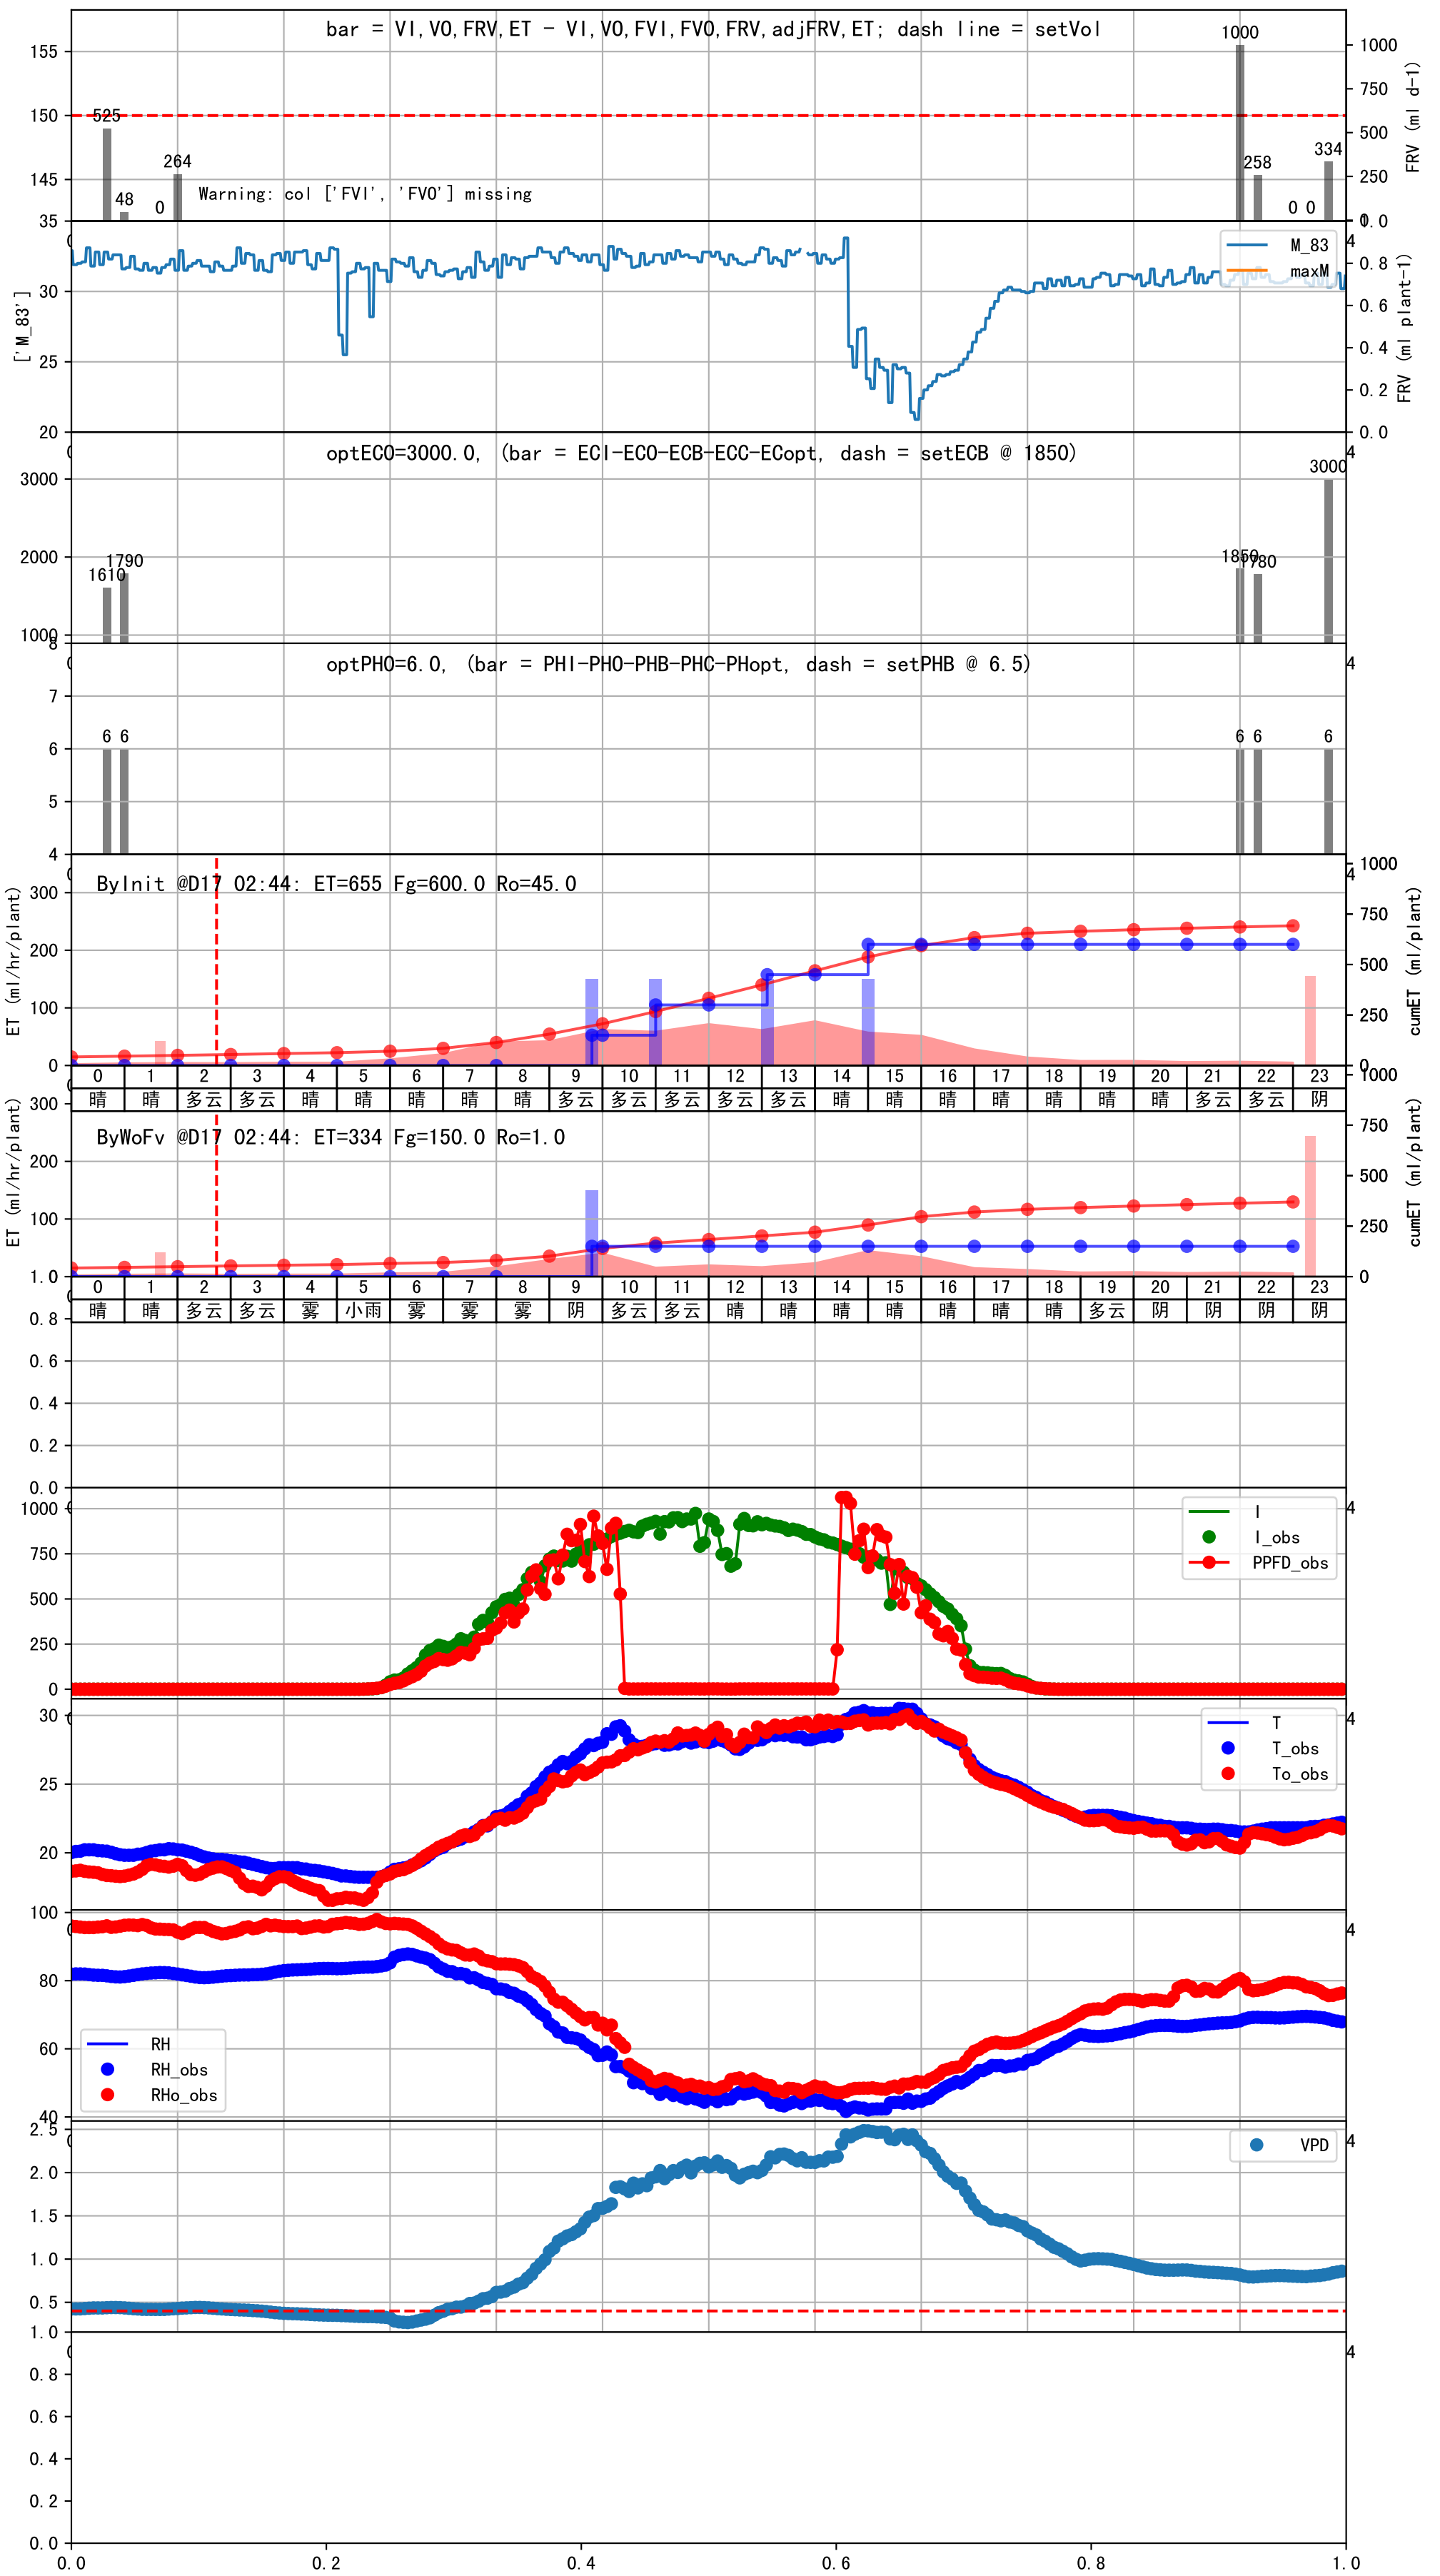 bar = VI,VO,FRV,ET - VI,VO,FVI,FVO,FRV,adjFRV,ET; dash line = setVol
155
150
145
35
525
48
0
264
Warning: col ['FVI', 'FVO'] missing
1000
258
0 0
334
1000
750
500
250
0
FRV (ml d-1)
['M_83']
30
25
20
M_83
maxM
1.0
0.8
0.6
0.4
0.2
0.0
FRV (ml plant-1)
optECO=3000.0, (bar = ECI-ECO-ECB-ECC-ECopt, dash = setECB @ 1850)
3000
2000
1000
1610
1790
1850
1780
3000
optPHO=6.0, (bar = PHI-PHO-PHB-PHC-PHopt, dash = setPHB @ 6.5)
8
7
6
5
4
6 6
6 6
6
ByInit @D17 02:44: ET=655 Fg=600.0 Ro=45.0
ET (ml/hr/plant)
300
200
100
0
1000
750
500
250
0
cumET (ml/plant)
0 1 2 3 4 5 6 7 8 9 10 11 12 13 14 15 16 17 18 19 20 21 22 23
晴 晴 多云 多云 晴 晴 晴 晴 晴 多云 多云 多云 多云 多云 晴 晴 晴 晴 晴 晴 晴 多云 多云 阴
ByWoFv @D17 02:44: ET=334 Fg=150.0 Ro=1.0
ET (ml/hr/plant)
300
200
100
1000
750
500
250
0
cumET (ml/plant)
0 1 2 3 4 5 6 7 8 9 10 11 12 13 14 15 16 17 18 19 20 21 22 23
晴 晴 多云 多云 雾 小雨 雾 雾 雾 阴 多云 多云 晴 晴 晴 晴 晴 晴 晴 多云 阴 阴 阴 阴
1.0
0.8
0.6
0.4
0.2
0.0
1000
750
500
250
0
I
I_obs
PPFD_obs
30
25
20
T
T_obs
To_obs
100
80
60
40
RH
RH_obs
RHo_obs
2.5
2.0
1.5
1.0
0.5
VPD
1.0
0.8
0.6
0.4
0.2
0.0
0.0 0.2 0.4 0.6 0.8 1.0